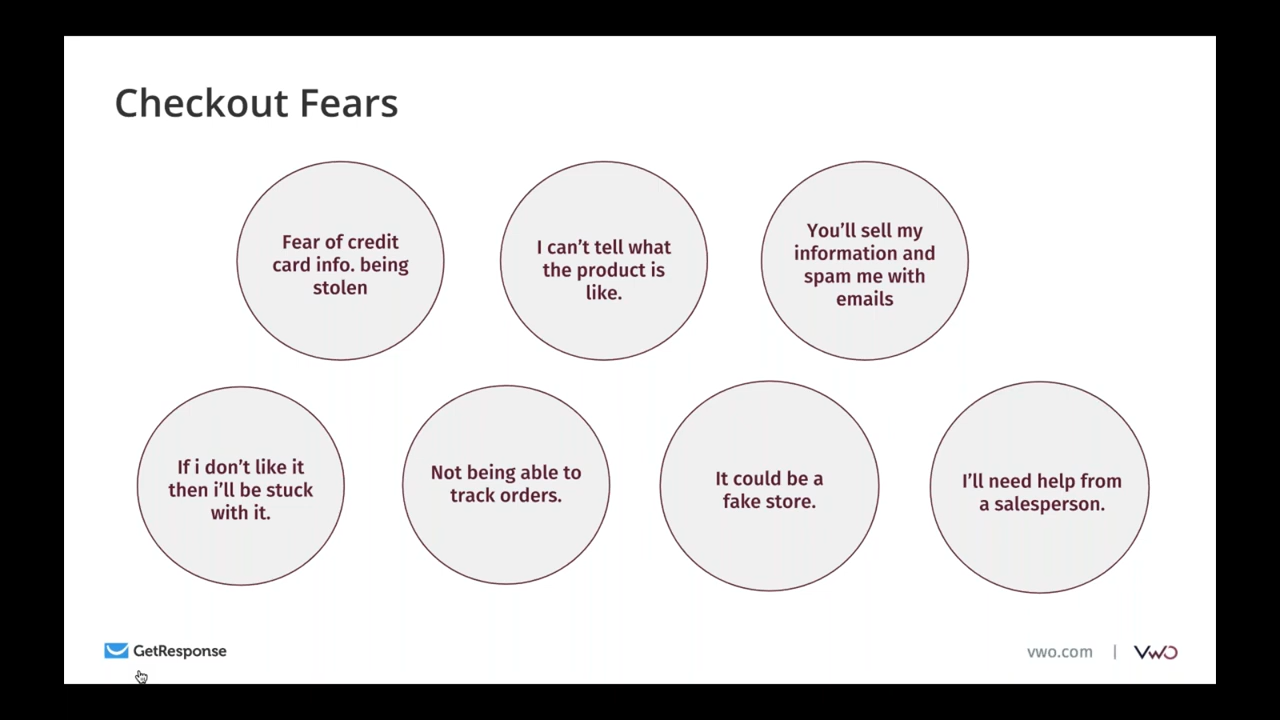 Checkout Fears
Fear of credit
card info. being
stolen
I can’t tell what
the product is
like.
You’ll sell my
information and
spam me with
emails
If i don’t like it
then i’ll be stuck
with it.
Not being able to
track orders.
It could be a
fake store.
I’ll need help from
a salesperson.
GetResponse
vwo.com | VWO